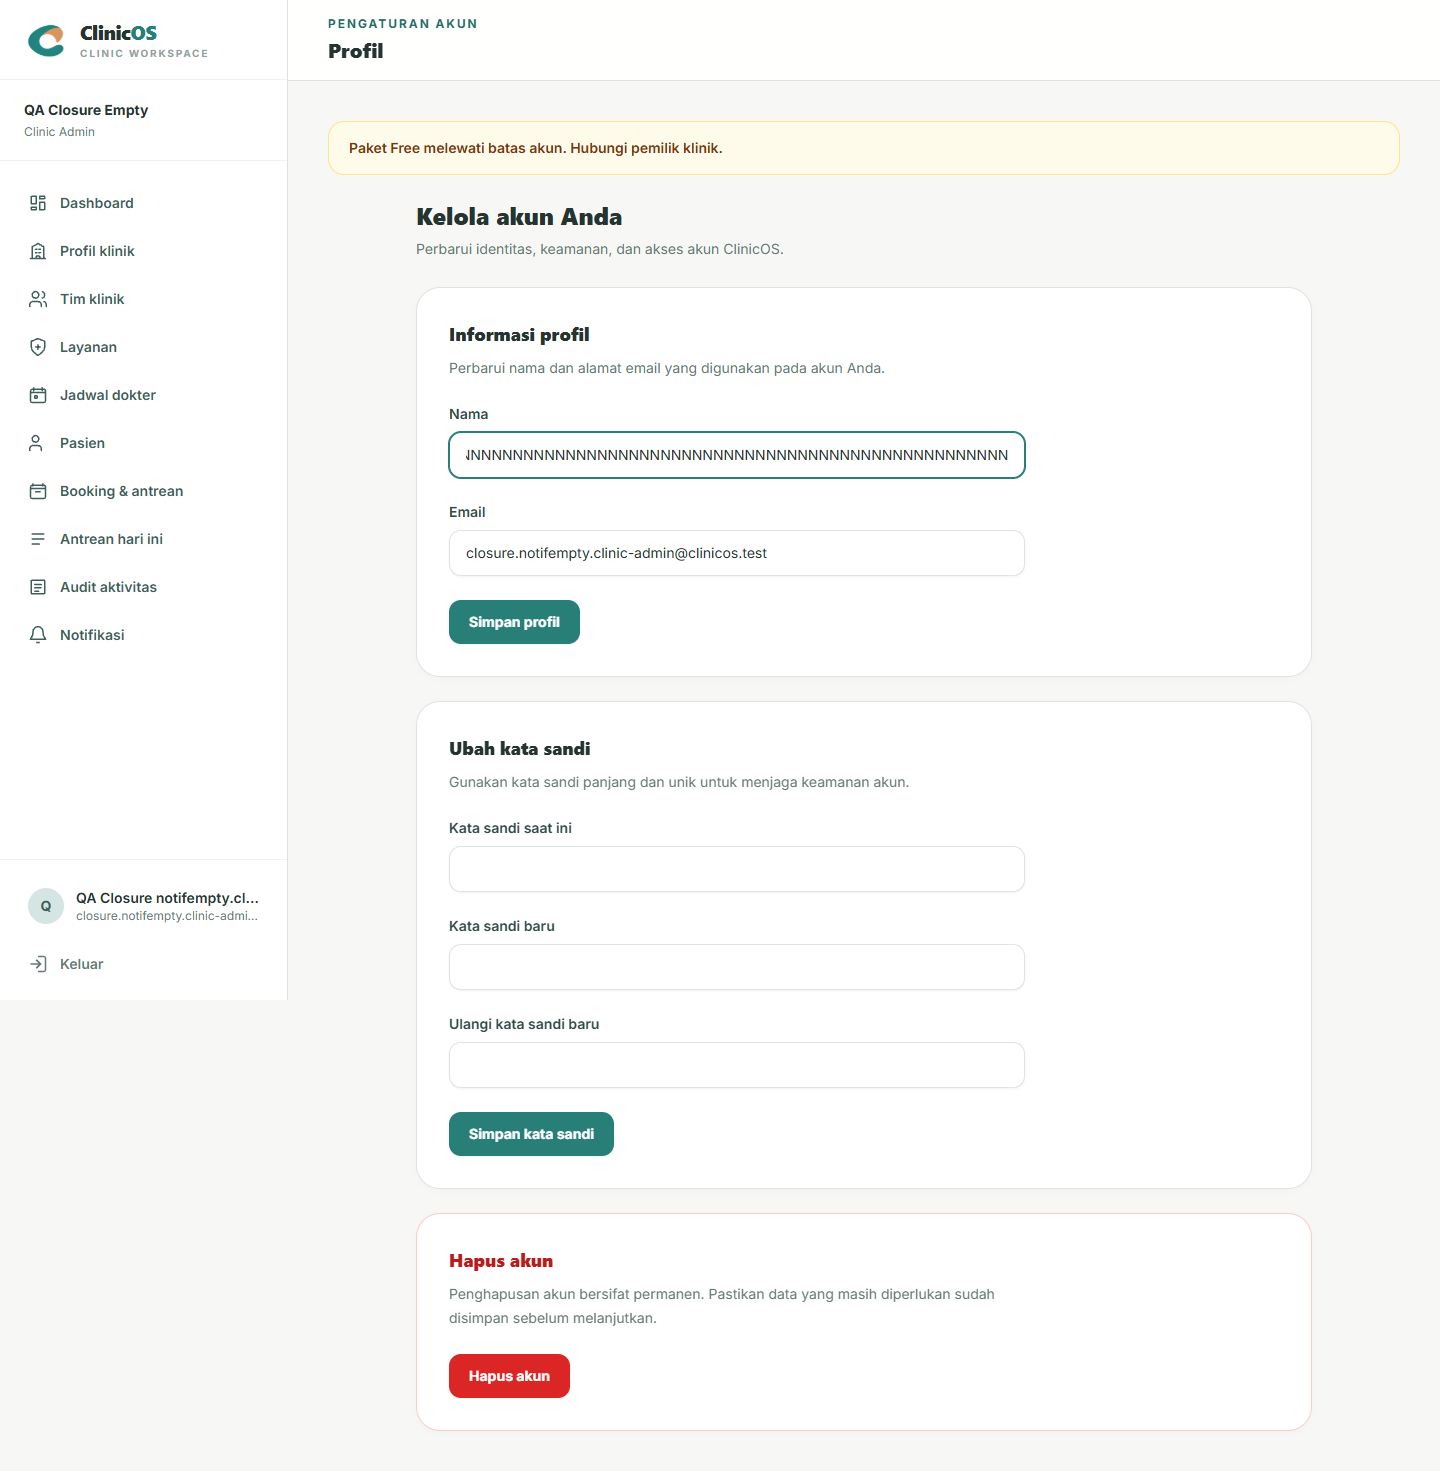 ClinicOS
CLINIC WORKSPACE
QA Closure Empty
Clinic Admin
Dashboard
Profil klinik
Tim klinik
Layanan
Jadwal dokter
Pasien
Booking & antrean
Antrean hari ini
Audit aktivitas
Notifikasi
Q
QA Closure notifempty.cl...
closure.notifempty.clinic-admi...
Keluar
PENGATURAN AKUN
Profil
Paket Free melewati batas akun. Hubungi pemilik klinik.
Kelola akun Anda
Perbarui identitas, keamanan, dan akses akun ClinicOS.
Informasi profil
Perbarui nama dan alamat email yang digunakan pada akun Anda.
Nama
NNNNNNNNNNNNNNNNNNNNNNNNNNNNNNNNNNNNNNNNNNNNNNNNNNNN
Email
closure.notifempty.clinic-admin@clinicos.test
Simpan profil
Ubah kata sandi
Gunakan kata sandi panjang dan unik untuk menjaga keamanan akun.
Kata sandi saat ini
Kata sandi baru
Ulangi kata sandi baru
Simpan kata sandi
Hapus akun
Penghapusan akun bersifat permanen. Pastikan data yang masih diperlukan sudah
disimpan sebelum melanjutkan.
Hapus akun